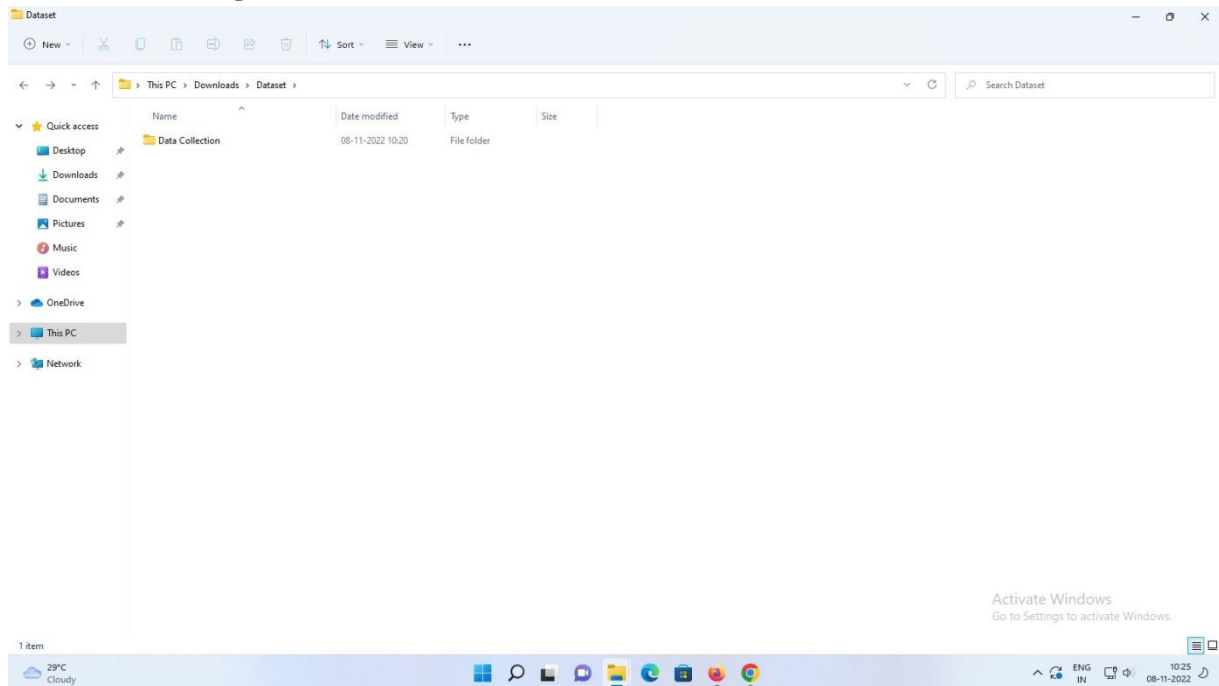 Dataset
New
Sort
View
This PC > Downloads > Dataset >
Search Dataset
Name Date modified Type Size
Data Collection 08-11-2022 10:20 File folder
Quick access
Desktop
Downloads
Documents
Pictures
Music
Videos
OneDrive
This PC
Network
Activate Windows
Go to Settings to activate Windows.
1 item
29°C
Cloudy
ENG
IN
10:25
08-11-2022